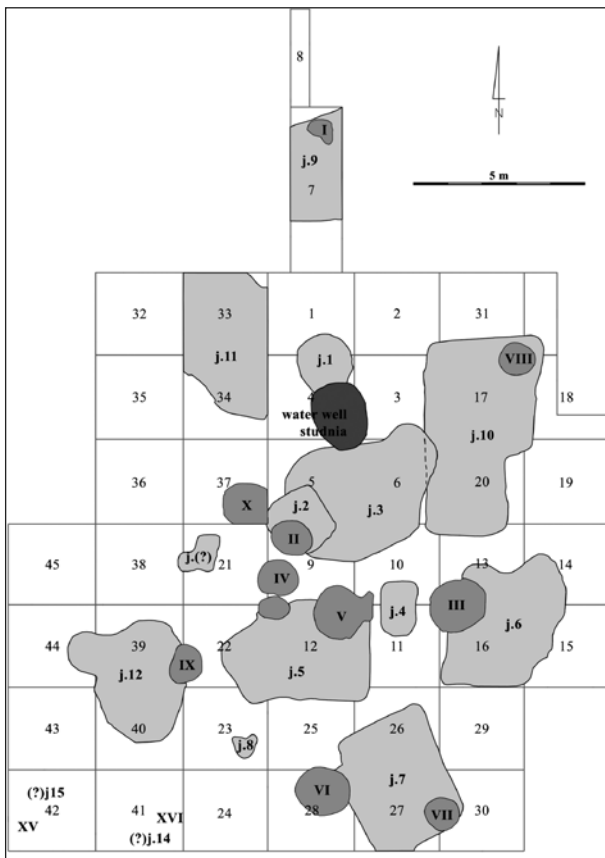 8
I
j.9
7
N
5 m
32 33 1 2 31
j.1
j.11
VIII
35 34 4 3 17 18
water well
studnia
j.10
36 37 5 6 20 19
X j.2 j.3
II
45 38 j.(?) 21 9 10 13 14
IV
V j.4 III j.6
44 39 22 12 11 16 15
j.12 IX j.5
43 40 23 25 26 29
j.8
j.7
(?)j15 VI
42 41 XVI 24 28 27 VII 30
XV (?)j.14